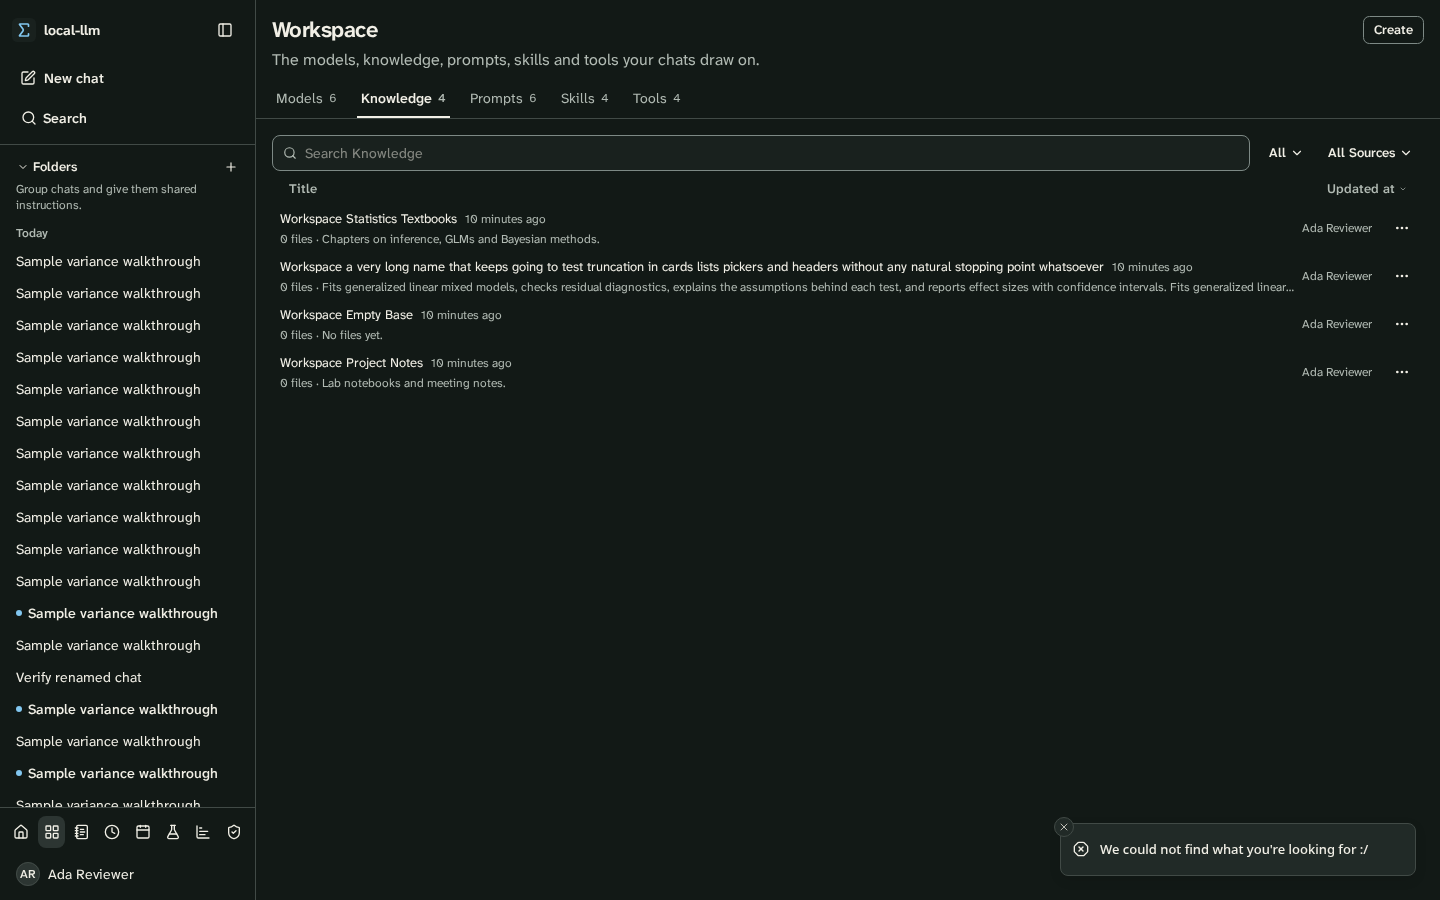 local-llm
New chat
Search
Folders
Group chats and give them shared
instructions.
Today
Sample variance walkthrough
Sample variance walkthrough
Sample variance walkthrough
Sample variance walkthrough
Sample variance walkthrough
Sample variance walkthrough
Sample variance walkthrough
Sample variance walkthrough
Sample variance walkthrough
Sample variance walkthrough
Sample variance walkthrough
Sample variance walkthrough
Sample variance walkthrough
Verify renamed chat
Sample variance walkthrough
Sample variance walkthrough
Sample variance walkthrough
Sample variance walkthrough
AR Ada Reviewer
Workspace
Create
The models, knowledge, prompts, skills and tools your chats draw on.
Models 6 Knowledge 4 Prompts 6 Skills 4 Tools 4
Search Knowledge All All Sources
Title Updated at
Workspace Statistics Textbooks 10 minutes ago
0 files · Chapters on inference, GLMs and Bayesian methods.
Ada Reviewer
Workspace a very long name that keeps going to test truncation in cards lists pickers and headers without any natural stopping point whatsoever 10 minutes ago
0 files · Fits generalized linear mixed models, checks residual diagnostics, explains the assumptions behind each test, and reports effect sizes with confidence intervals. Fits generalized linear...
Ada Reviewer
Workspace Empty Base 10 minutes ago
0 files · No files yet.
Ada Reviewer
Workspace Project Notes 10 minutes ago
0 files · Lab notebooks and meeting notes.
Ada Reviewer
We could not find what you're looking for :/